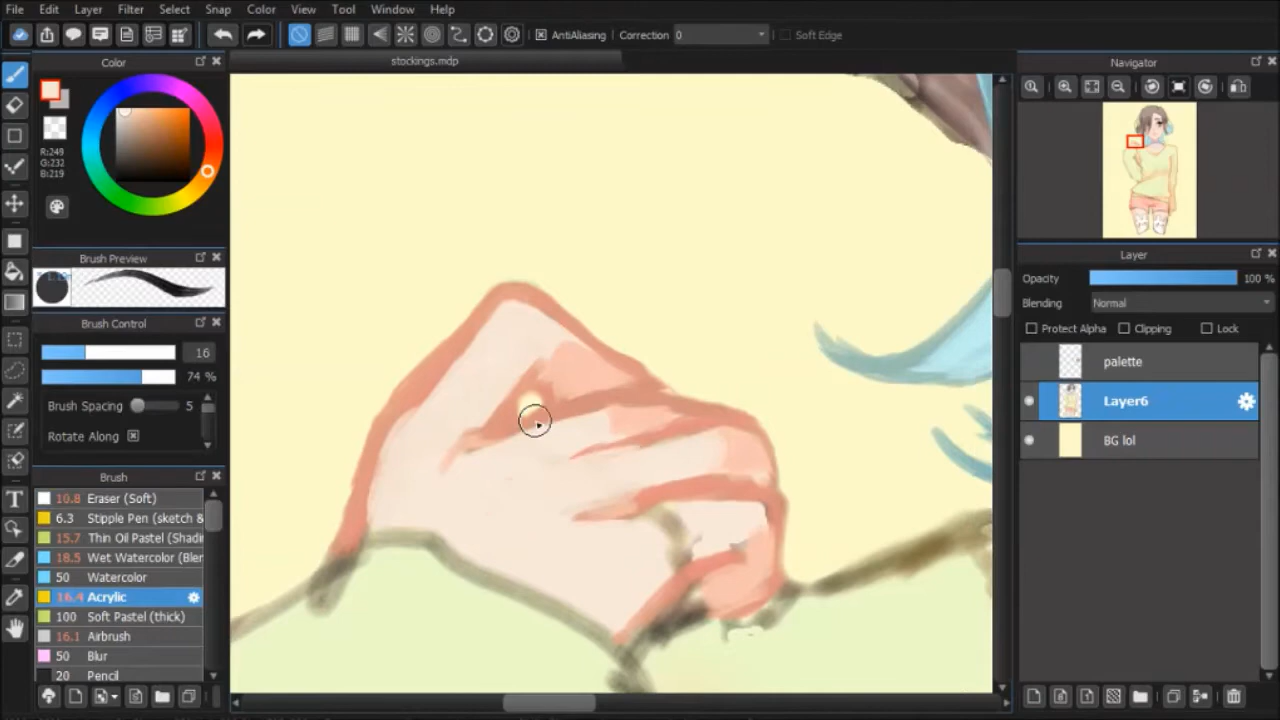 File Edit Layer Filter Select Snap Color View Tool Window Help
AntiAliasing Correction 0 Soft Edge
Color
stockings.mdp
Navigator
R:249
G:232
B:219
Brush Preview
Layer
Opacity 100 %
Blending Normal
Brush Control
Protect Alpha Clipping Lock
16
palette
74 %
Brush Spacing 5
Layer6
Rotate Along
BG lol
Brush
10.8 Eraser (Soft)
6.3 Stipple Pen (sketch &
15.7 Thin Oil Pastel (Shadi
18.5 Wet Watercolor (Bler
50 Watercolor
16.4 Acrylic
100 Soft Pastel (thick)
16.1 Airbrush
50 Blur
20 Pencil